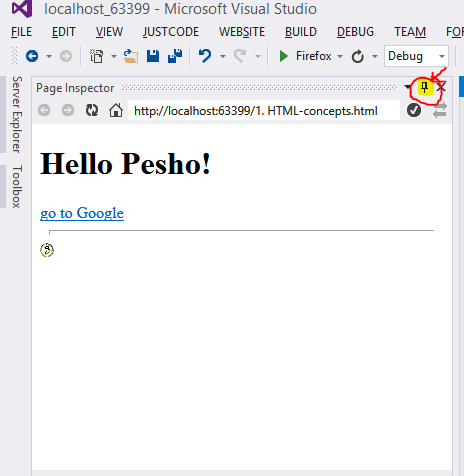 localhost_63399 - Microsoft Visual Studio
FILE EDIT VIEW JUSTCODE BUILD DEBUG TEAM FO
Firefox Debug
Server Explorer
Toolbox
Page Inspector
http://localhost:63399/1. HTML-concepts.html
Hello Pesho!
go to Google